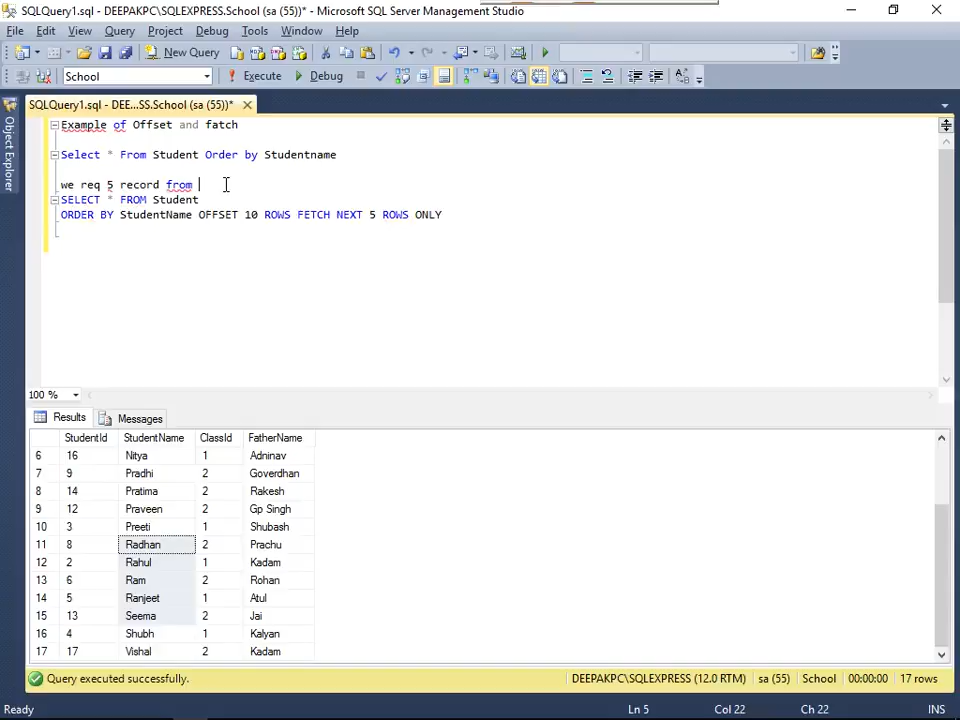 SQLQuery1.sql - DEEPAKPC\SQLEXPRESS.School (sa (55))* - Microsoft SQL Server Management Studio
File Edit View Query Project Debug Tools Window Help
New Query
School Execute Debug
SQLQuery1.sql - DEE...SS.School (sa (55))*
Object Explorer
Example of Offset and fatch
Select * From Student Order by Studentname
we req 5 record from
SELECT * FROM Student
ORDER BY StudentName OFFSET 10 ROWS FETCH NEXT 5 ROWS ONLY
100 %
Results Messages
StudentId StudentName ClassId FatherName
6 16 Nitya 1 Adninav
7 9 Pradhi 2 Goverdhan
8 14 Pratima 2 Rakesh
9 12 Praveen 2 Gp Singh
10 3 Preeti 1 Shubash
11 8 Radhan 2 Prachu
12 2 Rahul 1 Kadam
13 6 Ram 2 Rohan
14 5 Ranjeet 1 Atul
15 13 Seema 2 Jai
16 4 Shubh 1 Kalyan
17 17 Vishal 2 Kadam
Query executed successfully. DEEPAKPC\SQLEXPRESS (12.0 RTM) sa (55) School 00:00:00 17 rows
Ready Ln 5 Col 22 Ch 22 INS